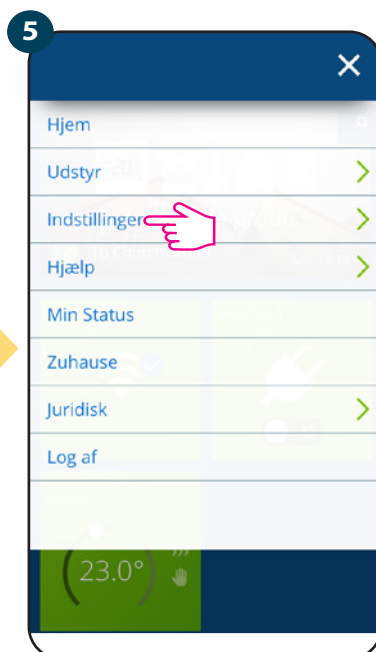 5
Hjem
Udstyr
Indstillinger
Hjælp
Min Status
Zuhause
Juridisk
Log af
23.0°